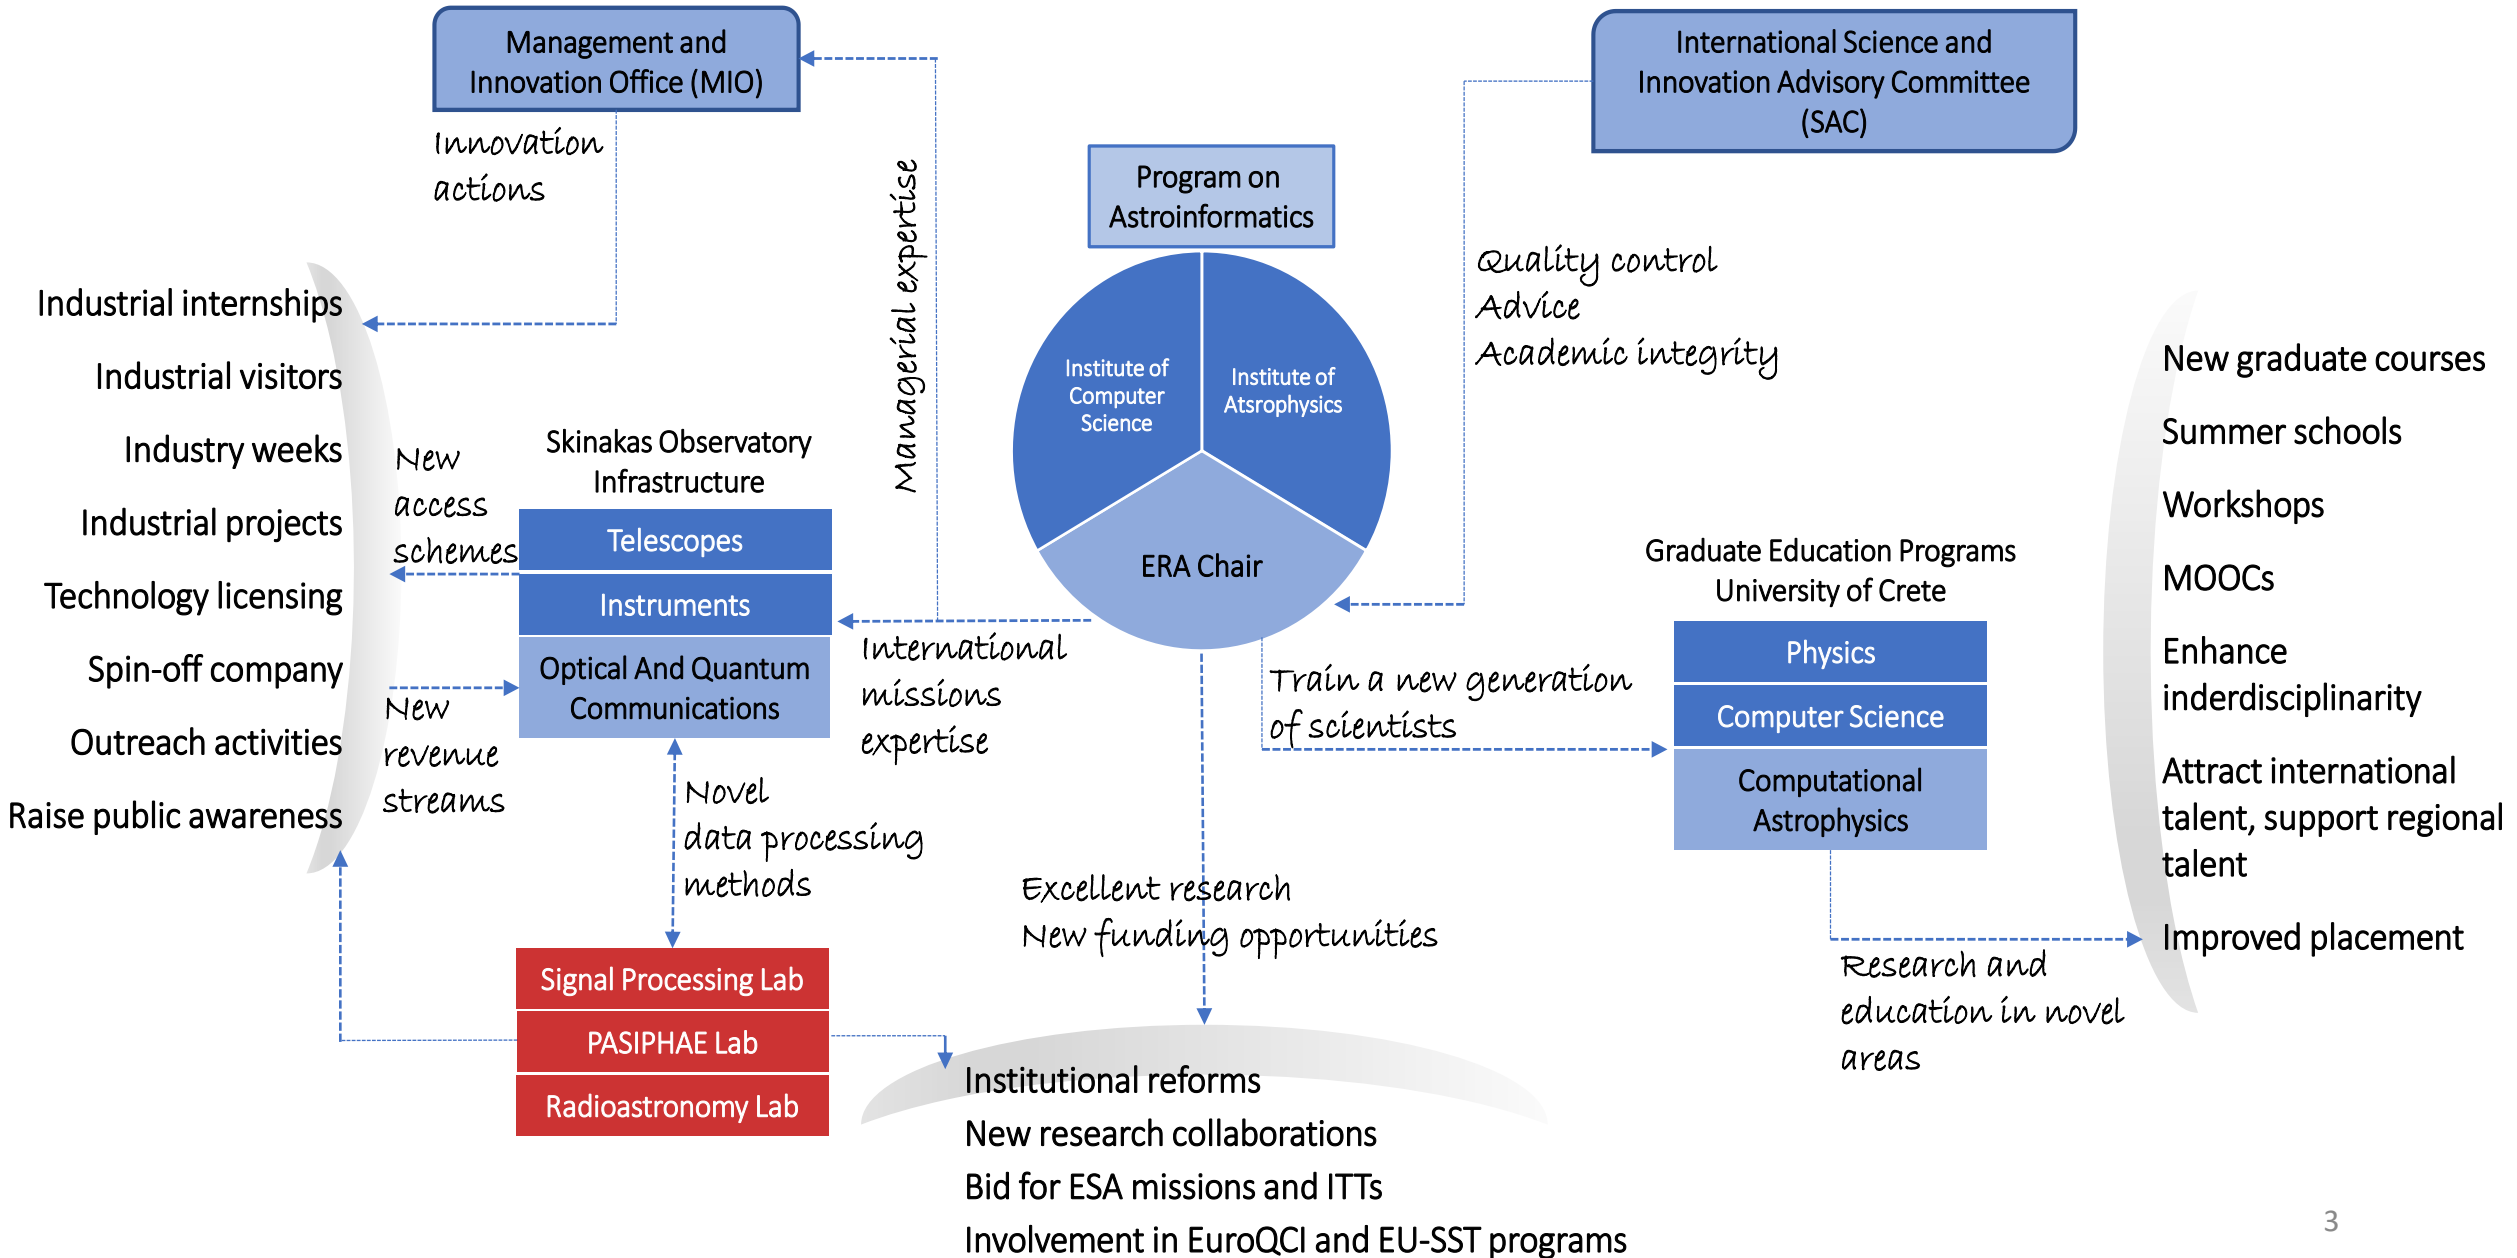 Management and
Innovation Office (MIO)
International Science and
Innovation Advisory Committee
(SAC)
Innovation
actions
Managerial expertise
Program on
Astroinformatics
Institute of
Computer
Science
Institute of
Atsrophysics
ERA Chair
Quality control
Advice
Academic integrity
Industrial internships
Industrial visitors
Industry weeks
Industrial projects
Technology licensing
Spin-off company
Outreach activities
Raise public awareness
New
access
schemes
New
revenue
streams
Skinakas Observatory
Infrastructure
Telescopes
Instruments
Optical And Quantum
Communications
International
missions
expertise
Novel
data processing
methods
Signal Processing Lab
PASIPHAE Lab
Radioastronomy Lab
Train a new generation
of scientists
Excellent research
New funding opportunities
Institutional reforms
New research collaborations
Bid for ESA missions and ITTs
Involvement in EuroQCI and EU-SST programs
Graduate Education Programs
University of Crete
Physics
Computer Science
Computational
Astrophysics
Research and
education in novel
areas
New graduate courses
Summer schools
Workshops
MOOCs
Enhance
inderdisciplinarity
Attract international
talent, support regional
talent
Improved placement
3